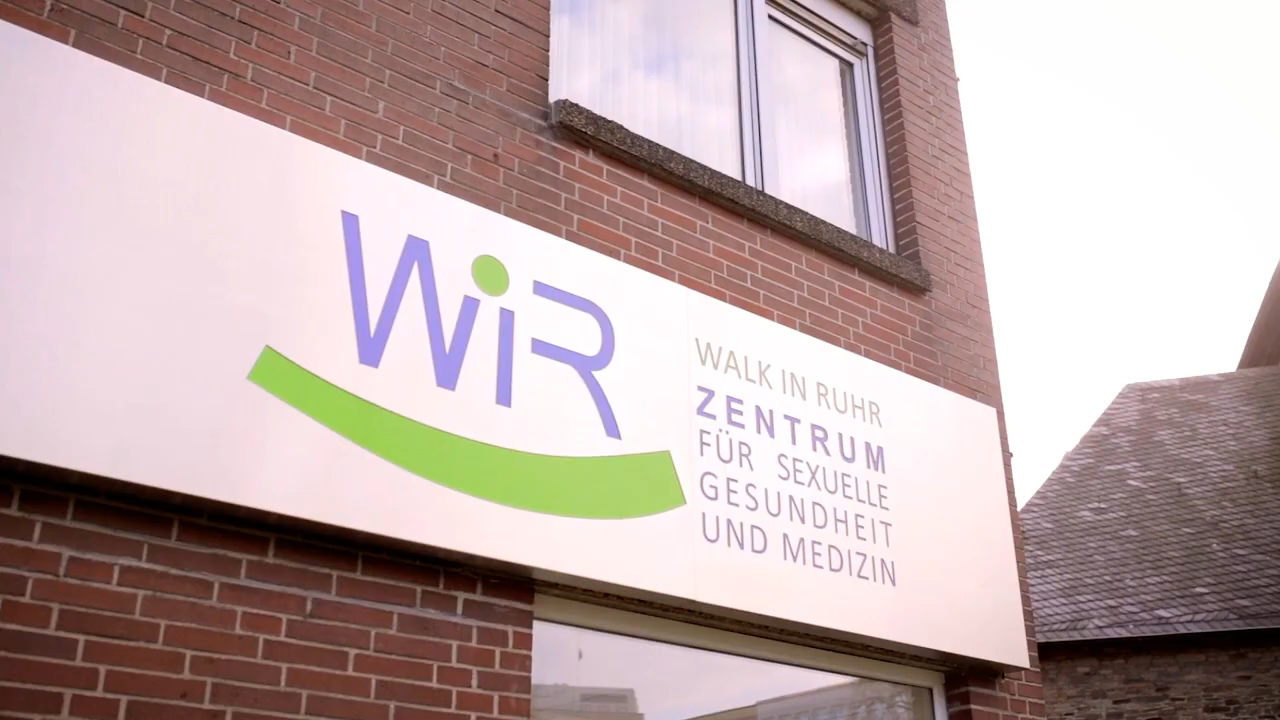 WiR
WALK IN RUHR
ZENTRUM
FÜR SEXUELLE
GESUNDHEIT
UND MEDIZIN